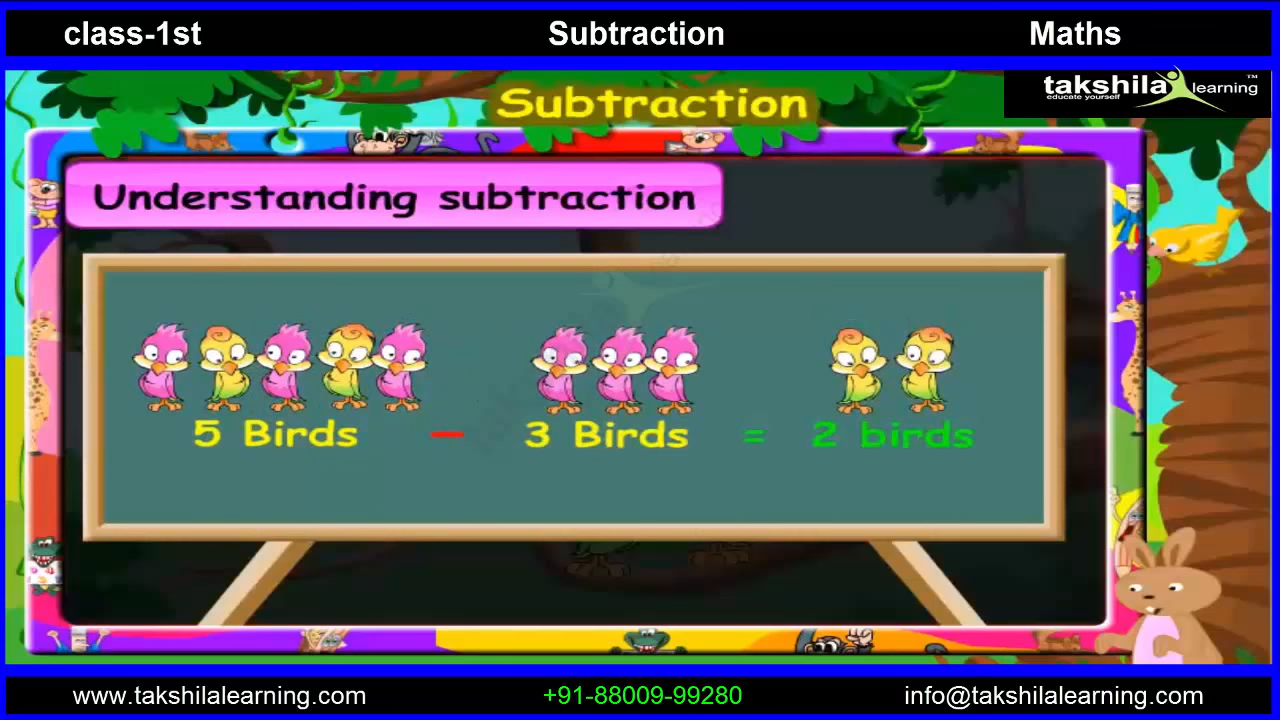 class-1st Subtraction Maths
Subtraction
takshila learning™
educate yourself
Understanding subtraction
5 Birds - 3 Birds = 2 birds
www.takshilalearning.com +91-88009-99280 info@takshilalearning.com